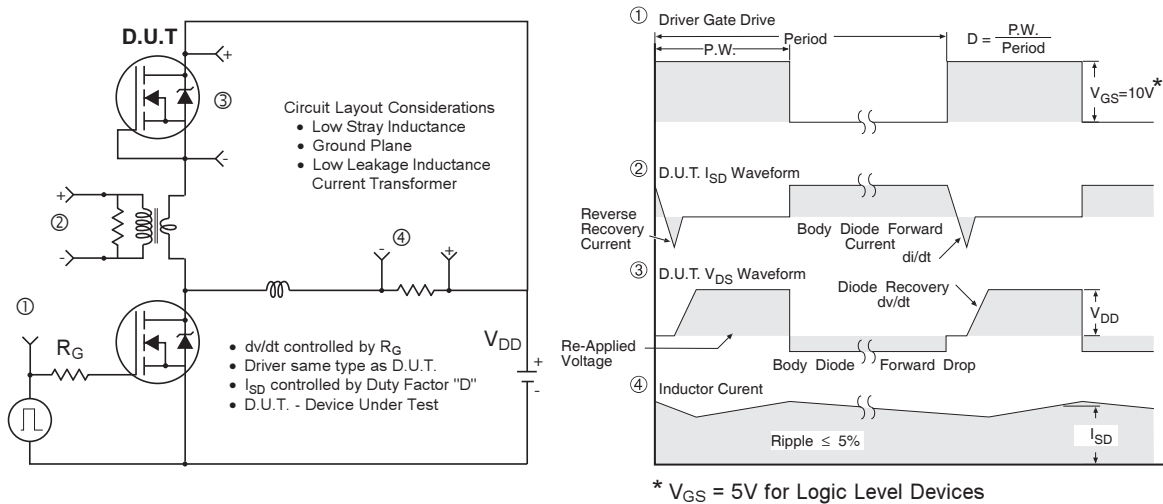 D.U.T
+
③
-
Circuit Layout Considerations
• Low Stray Inductance
• Ground Plane
• Low Leakage Inductance
Current Transformer
+
②
-
④
-
+
①
R_G
V_DD
+
-
• dv/dt controlled by R_G
• Driver same type as D.U.T.
• I_SD controlled by Duty Factor "D"
• D.U.T. - Device Under Test
① Driver Gate Drive
P.W.
Period
D = P.W. / Period
V_GS=10V *
② D.U.T. I_SD Waveform
Reverse
Recovery
Current
Body Diode Forward
Current
di/dt
③ D.U.T. V_DS Waveform
Diode Recovery
dv/dt
V_DD
Re-Applied
Voltage
Body Diode Forward Drop
④ Inductor Curent
Ripple ≤ 5%
I_SD
* V_GS = 5V for Logic Level Devices